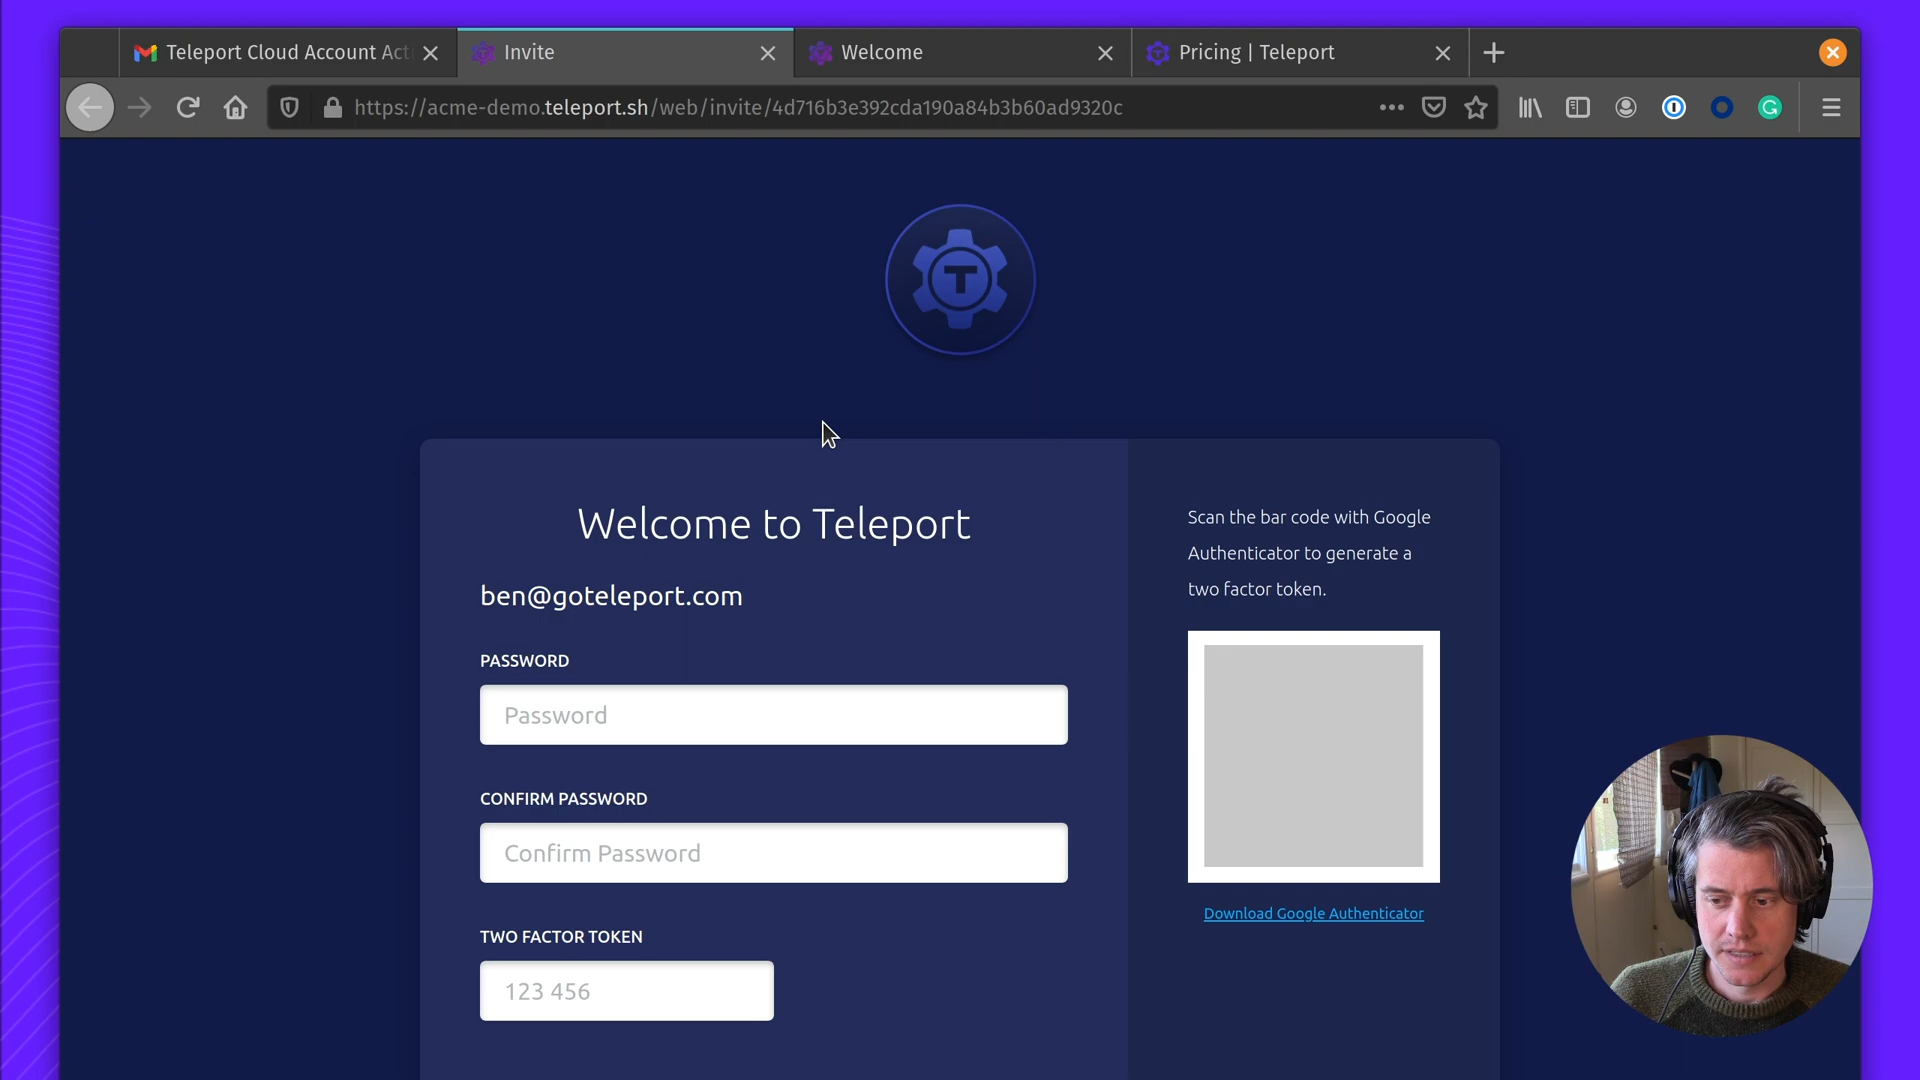 Teleport Cloud Account Act
Invite
Welcome
Pricing | Teleport
https://acme-demo.teleport.sh/web/invite/4d716b3e392cda190a84b3b60ad9320c
T
Welcome to Teleport
ben@goteleport.com
PASSWORD
Password
CONFIRM PASSWORD
Confirm Password
TWO FACTOR TOKEN
123 456
Scan the bar code with Google
Authenticator to generate a
two factor token.
Download Google Authenticator